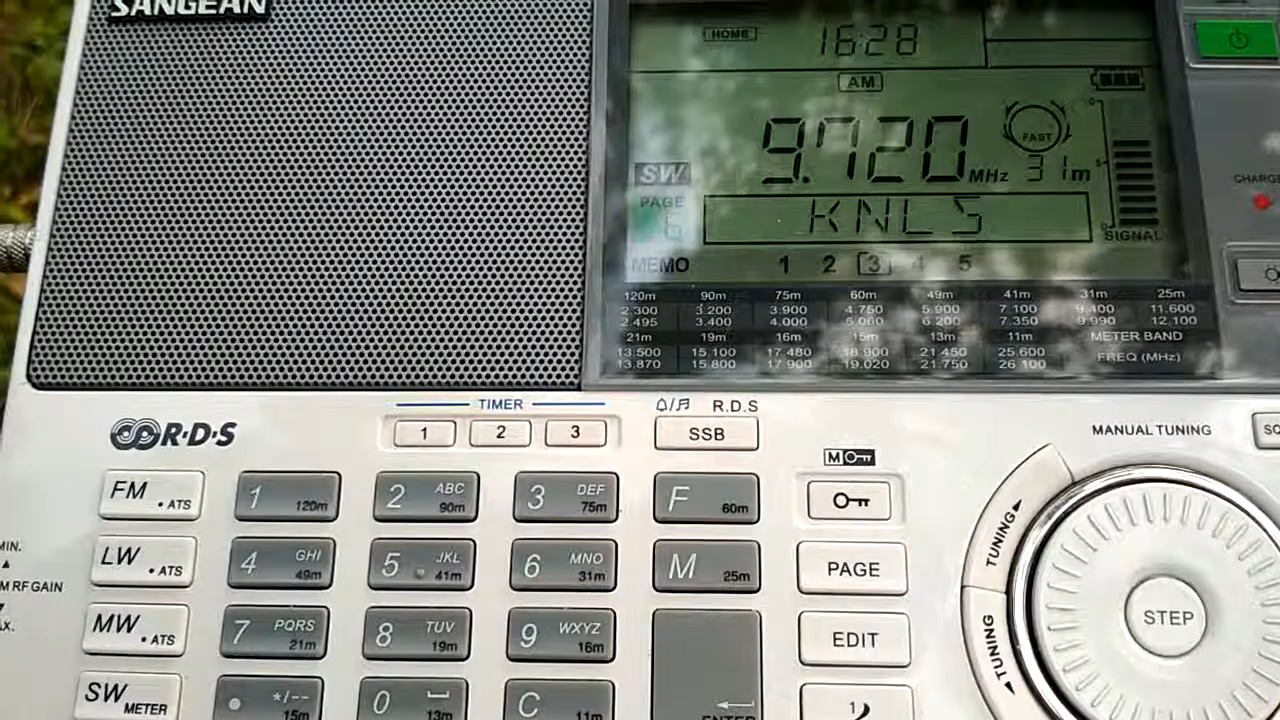 SANGEAN
HOME 16:28
AM
9.720 MHz FAST 31m
SW
PAGE 6
KNLS
SIGNAL
MEMO 1 2 3 4 5
CHARGE
120m 90m 75m 60m 49m 41m 31m 25m
2.300 3.200 3.900 4.750 5.900 7.100 9.400 11.600
2.495 3.400 4.000 5.060 6.200 7.350 9.990 12.100
21m 19m 16m 15m 13m 11m METER BAND
13.500 15.100 17.480 18.900 21.450 25.600 FREQ (MHz)
13.870 15.800 17.900 19.020 21.750 26.100
TIMER R.D.S
R·D·S 1 2 3 SSB
MANUAL TUNING
SQ
M
FM .ATS 1 120m 2 ABC 90m 3 DEF 75m F 60m
LW .ATS 4 GHI 49m 5 JKL 41m 6 MNO 31m M 25m PAGE
MIN.
RF GAIN
MW .ATS 7 PQRS 21m 8 TUV 19m 9 WXYZ 16m EDIT
SW METER . */-- 15m 0 13m C 11m ENTER
TUNING
TUNING
STEP